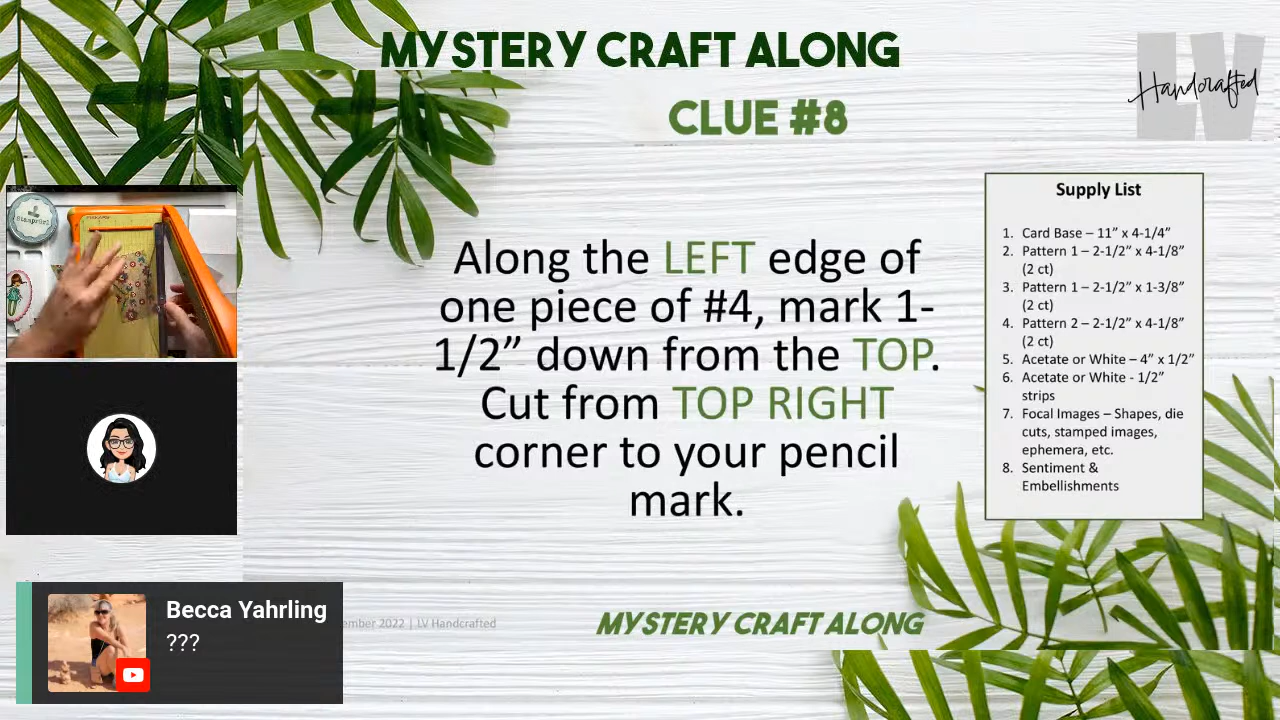 MYSTERY CRAFT ALONG
CLUE #8
Handcrafted
LV
Along the LEFT edge of
one piece of #4, mark 1-
1/2” down from the TOP.
Cut from TOP RIGHT
corner to your pencil
mark.
Supply List
1. Card Base – 11” x 4-1/4”
2. Pattern 1 – 2-1/2” x 4-1/8”
(2 ct)
3. Pattern 1 – 2-1/2” x 1-3/8”
(2 ct)
4. Pattern 2 – 2-1/2” x 4-1/8”
(2 ct)
5. Acetate or White – 4” x 1/2”
6. Acetate or White - 1/2”
strips
7. Focal Images – Shapes, die
cuts, stamped images,
ephemera, etc.
8. Sentiment &
Embellishments
Becca Yahrling
???
ember 2022 | LV Handcrafted
MYSTERY CRAFT ALONG